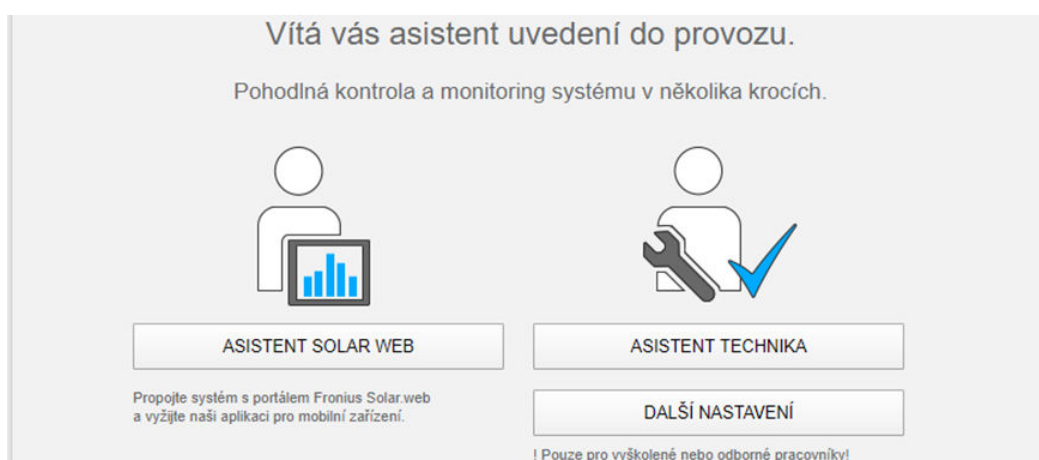 Vítá vás asistent uvedení do provozu.
Pohodlná kontrola a monitoring systému v několika krocích.
ASISTENT SOLAR WEB
Propojte systém s portálem Fronius Solar.web
a vyžijte naši aplikaci pro mobilní zařízení.
ASISTENT TECHNIKA
DALŠÍ NASTAVENÍ
! Pouze pro vyškolené nebo odborné pracovníky!